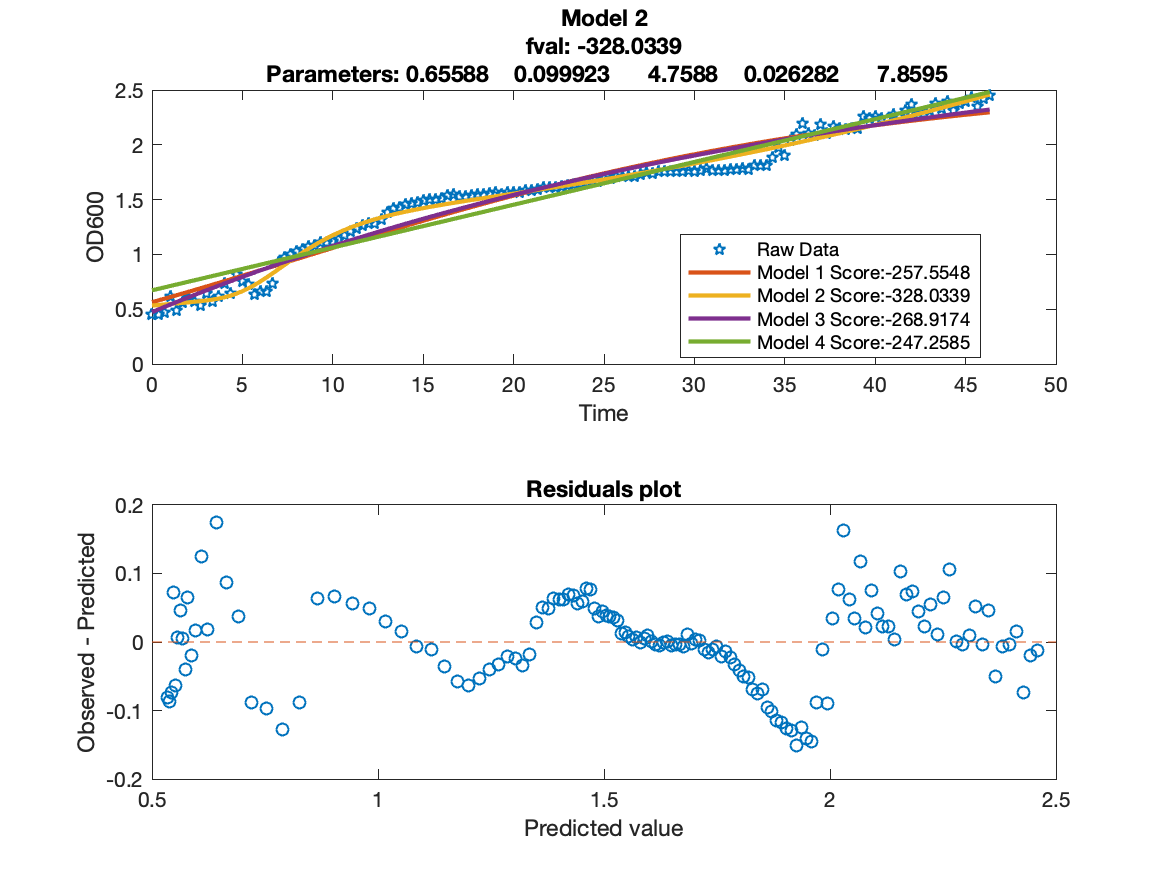 Model 2
fval: -328.0339
Parameters: 0.65588 0.099923 4.7588 0.026282 7.8595
2.5
2
1.5
1
0.5
0
OD600
Raw Data
Model 1 Score:-257.5548
Model 2 Score:-328.0339
Model 3 Score:-268.9174
Model 4 Score:-247.2585
0 5 10 15 20 25 30 35 40 45 50
Time
Residuals plot
0.2
0.1
0
-0.1
-0.2
Observed - Predicted
0.5 1 1.5 2 2.5
Predicted value